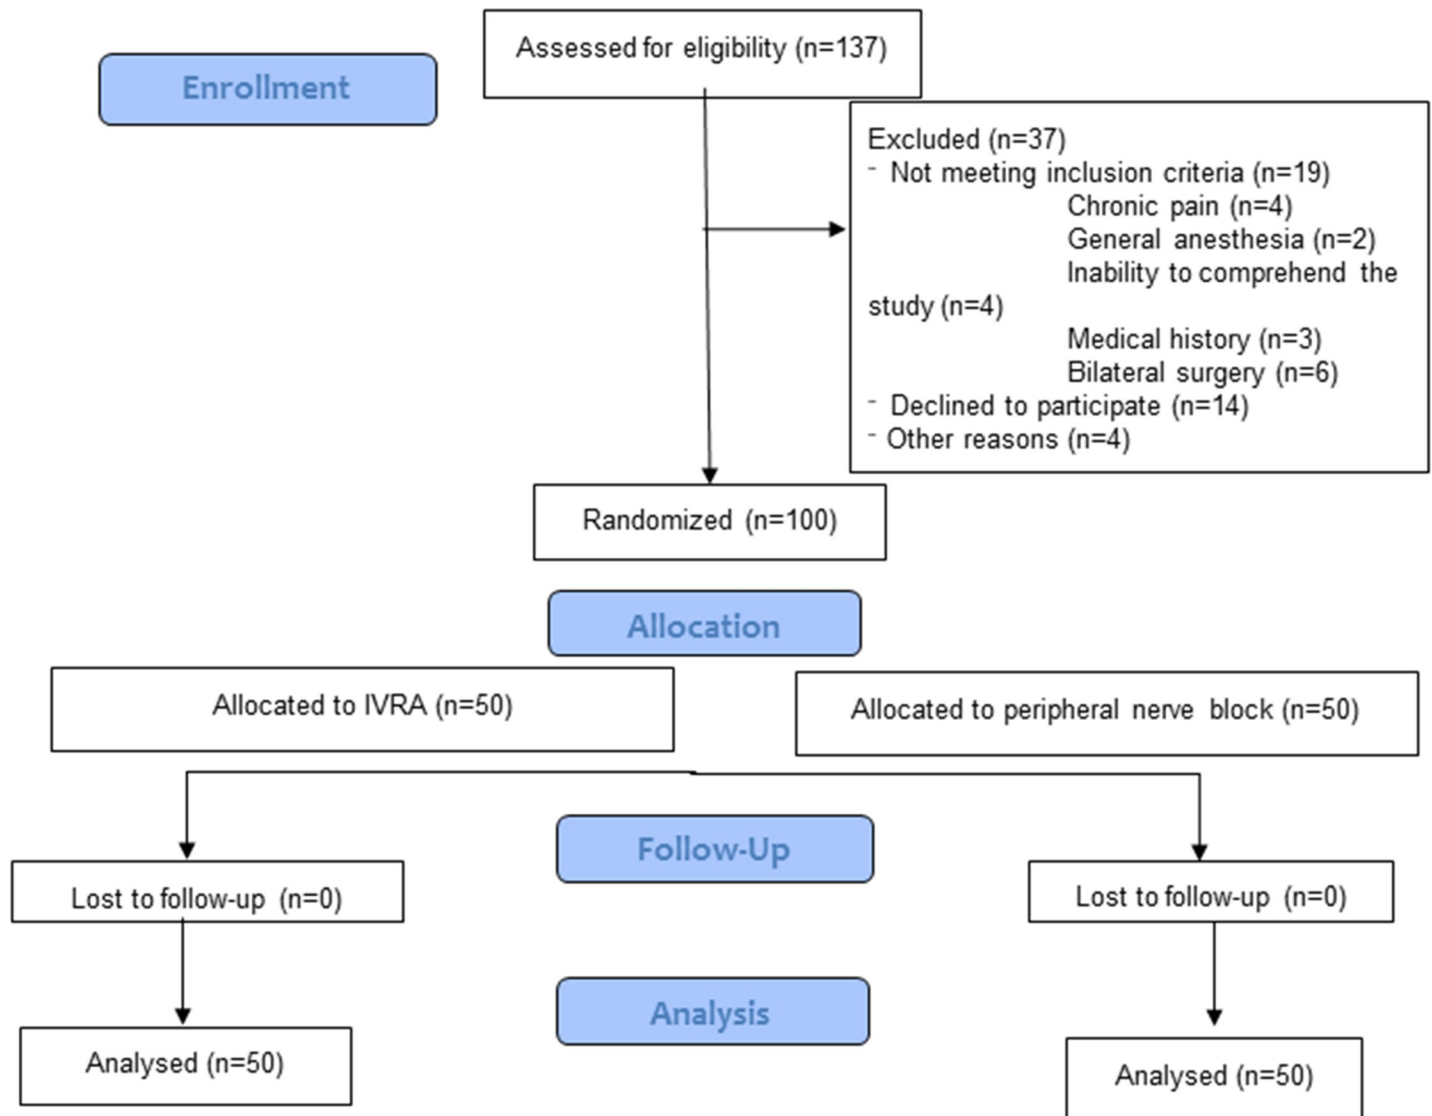 Assessed for eligibility (n=137)
Enrollment
Excluded (n=37)
- Not meeting inclusion criteria (n=19)
Chronic pain (n=4)
General anesthesia (n=2)
Inability to comprehend the
study (n=4)
Medical history (n=3)
Bilateral surgery (n=6)
- Declined to participate (n=14)
- Other reasons (n=4)
Randomized (n=100)
Allocation
Allocated to IVRA (n=50)
Allocated to peripheral nerve block (n=50)
Follow-Up
Lost to follow-up (n=0)
Lost to follow-up (n=0)
Analysis
Analysed (n=50)
Analysed (n=50)